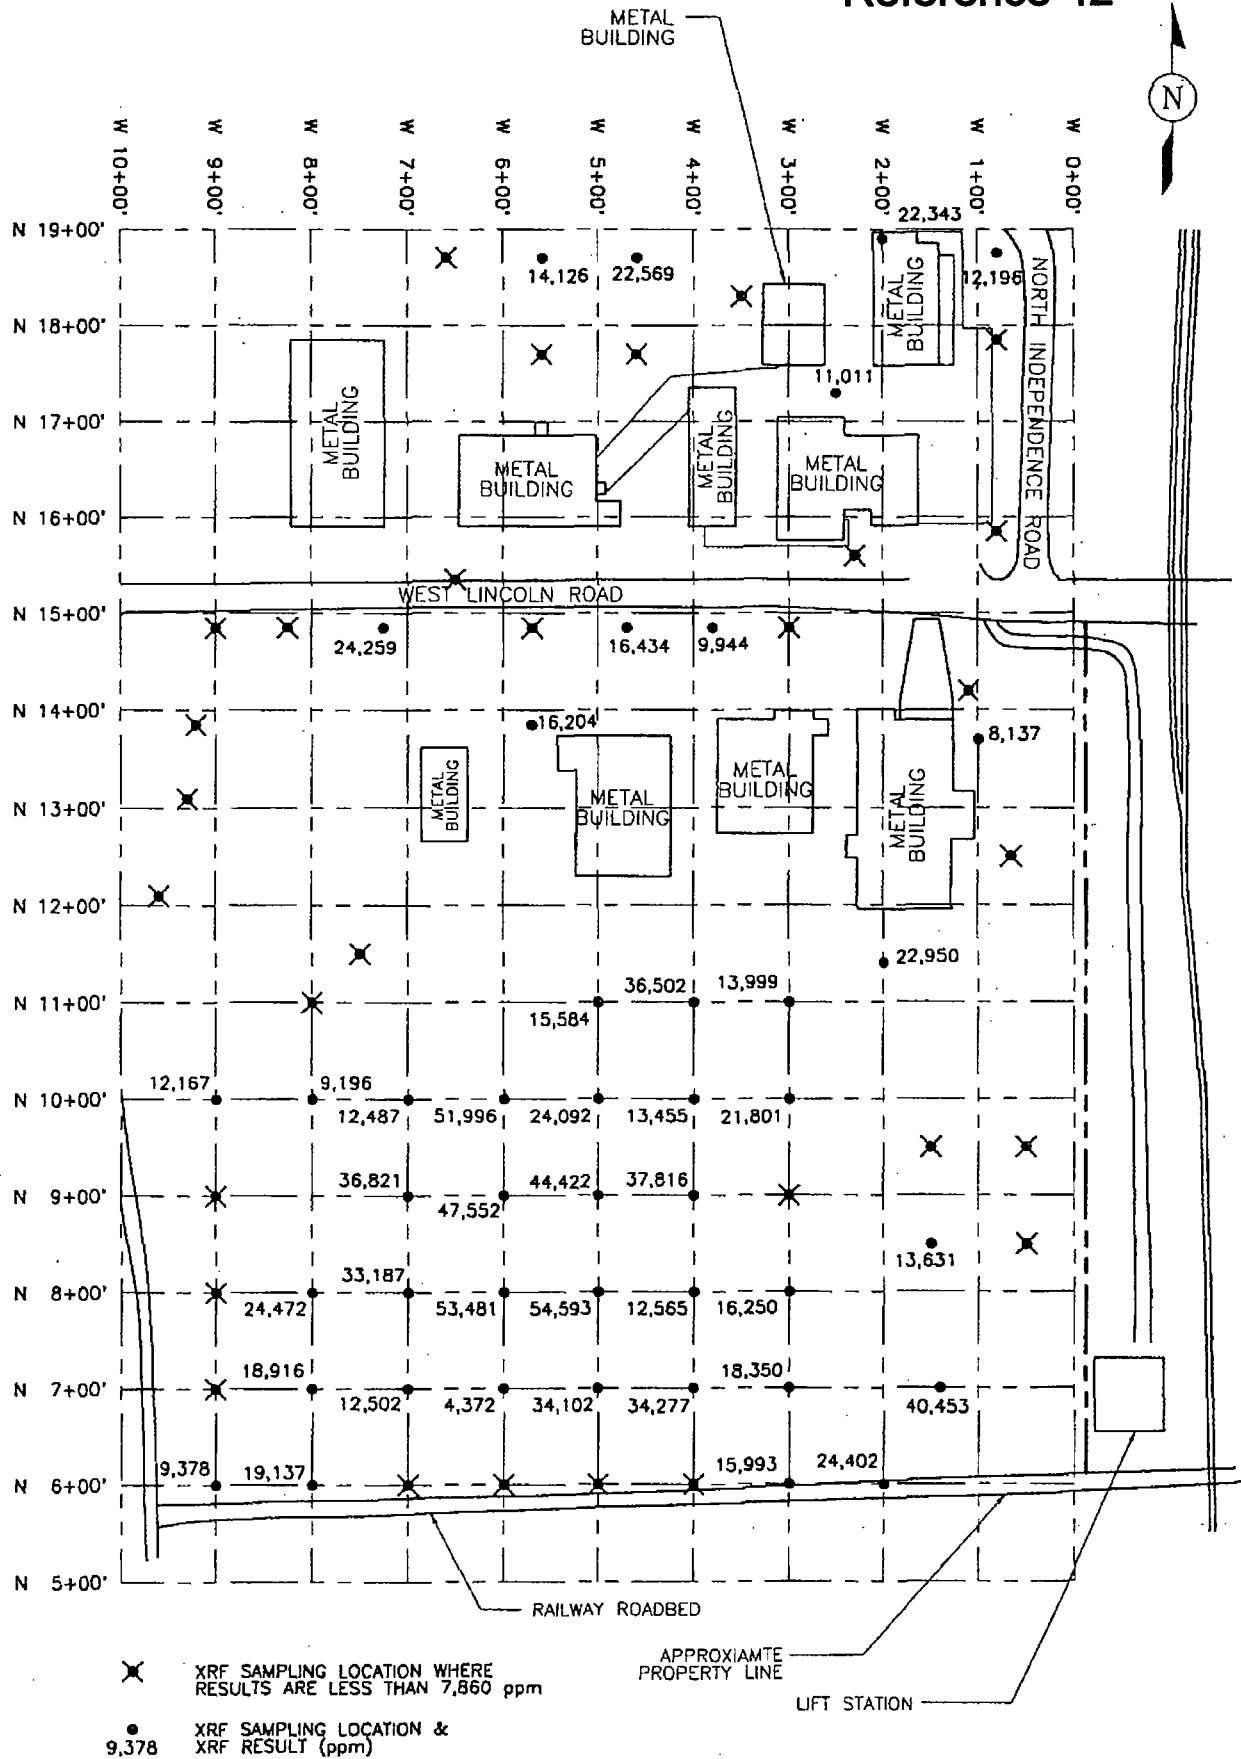 Reference 12
METAL
BUILDING
N
W 10+00'
W 9+00'
W 8+00'
W 7+00'
W 6+00'
W 5+00'
W 4+00'
W 3+00'
W 2+00'
W 1+00'
W 0+00'
22,343
N 19+00'
14,126
22,569
12,196
METAL
BUILDING
NORTH INDEPENDENCE ROAD
N 18+00'
11,011
METAL
BUILDING
N 17+00'
METAL
BUILDING
METAL
BUILDING
METAL
BUILDING
N 16+00'
WEST LINCOLN ROAD
N 15+00'
24,259
16,434
9,944
N 14+00'
16,204
8,137
METAL
BUILDING
METAL
BUILDING
METAL
BUILDING
METAL
BUILDING
N 13+00'
N 12+00'
22,950
36,502
13,999
N 11+00'
15,584
12,167
9,196
N 10+00'
12,487
51,996
24,092
13,455
21,801
36,821
44,422
37,816
N 9+00'
47,552
13,631
33,187
N 8+00'
24,472
53,481
54,593
12,565
16,250
18,916
18,350
N 7+00'
12,502
4,372
34,102
34,277
40,453
9,378
19,137
15,993
24,402
N 6+00'
N 5+00'
RAILWAY ROADBED
APPROXIAMTE
PROPERTY LINE
LIFT STATION
XRF SAMPLING LOCATION WHERE
RESULTS ARE LESS THAN 7,860 ppm
XRF SAMPLING LOCATION &
9,378 XRF RESULT (ppm)